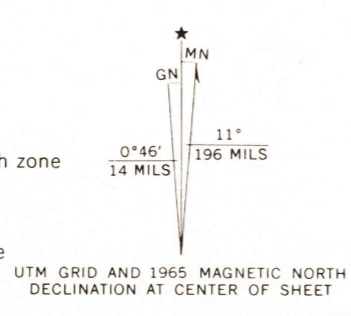 MN
GN
11°
0°46′
196 MILS
h zone
14 MILS
e
UTM GRID AND 1965 MAGNETIC NORTH
DECLINATION AT CENTER OF SHEET